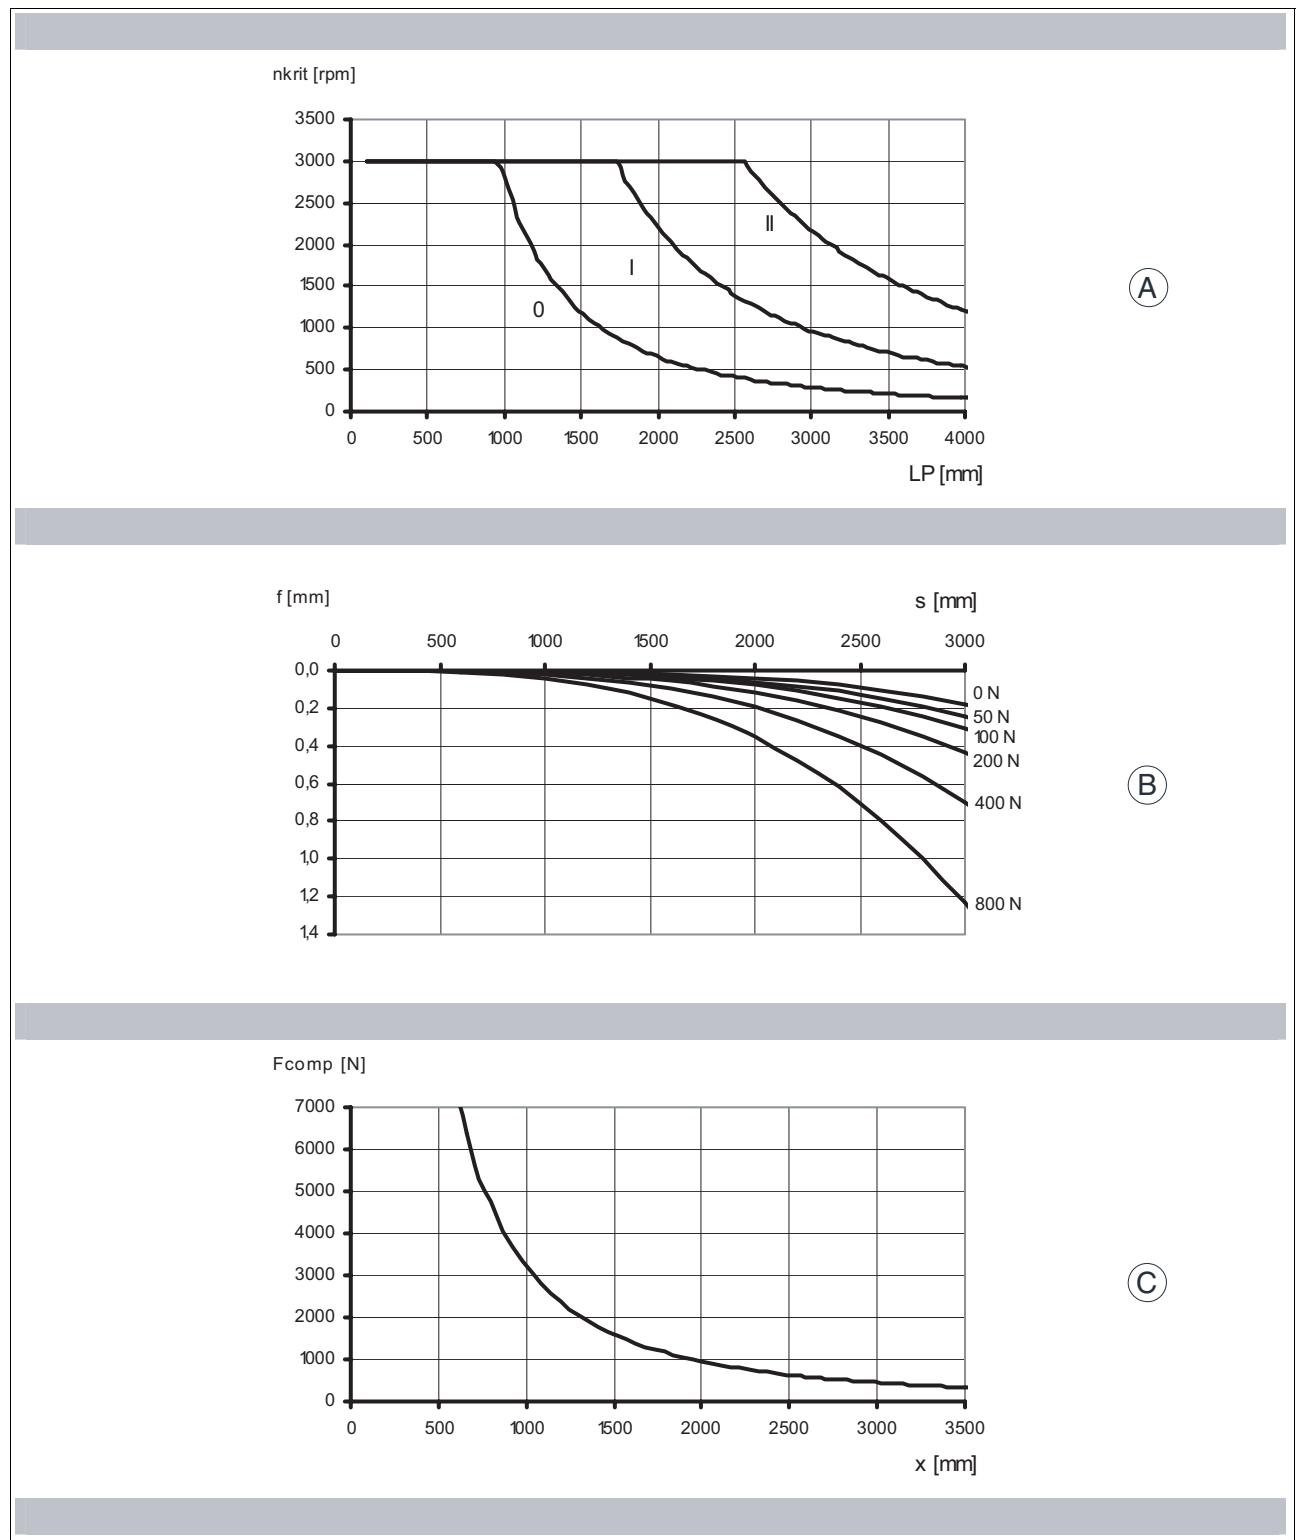 nkrit [rpm]
3500
3000
2500
2000
1500
1000
500
0
0 500 1000 1500 2000 2500 3000 3500 4000
LP [mm]
0
I
II
A
f [mm]
s [mm]
0 500 1000 1500 2000 2500 3000
0,0
0,2
0,4
0,6
0,8
1,0
1,2
1,4
0 N
50 N
100 N
200 N
400 N
800 N
B
Fcomp [N]
7000
6000
5000
4000
3000
2000
1000
0
0 500 1000 1500 2000 2500 3000 3500
x [mm]
C